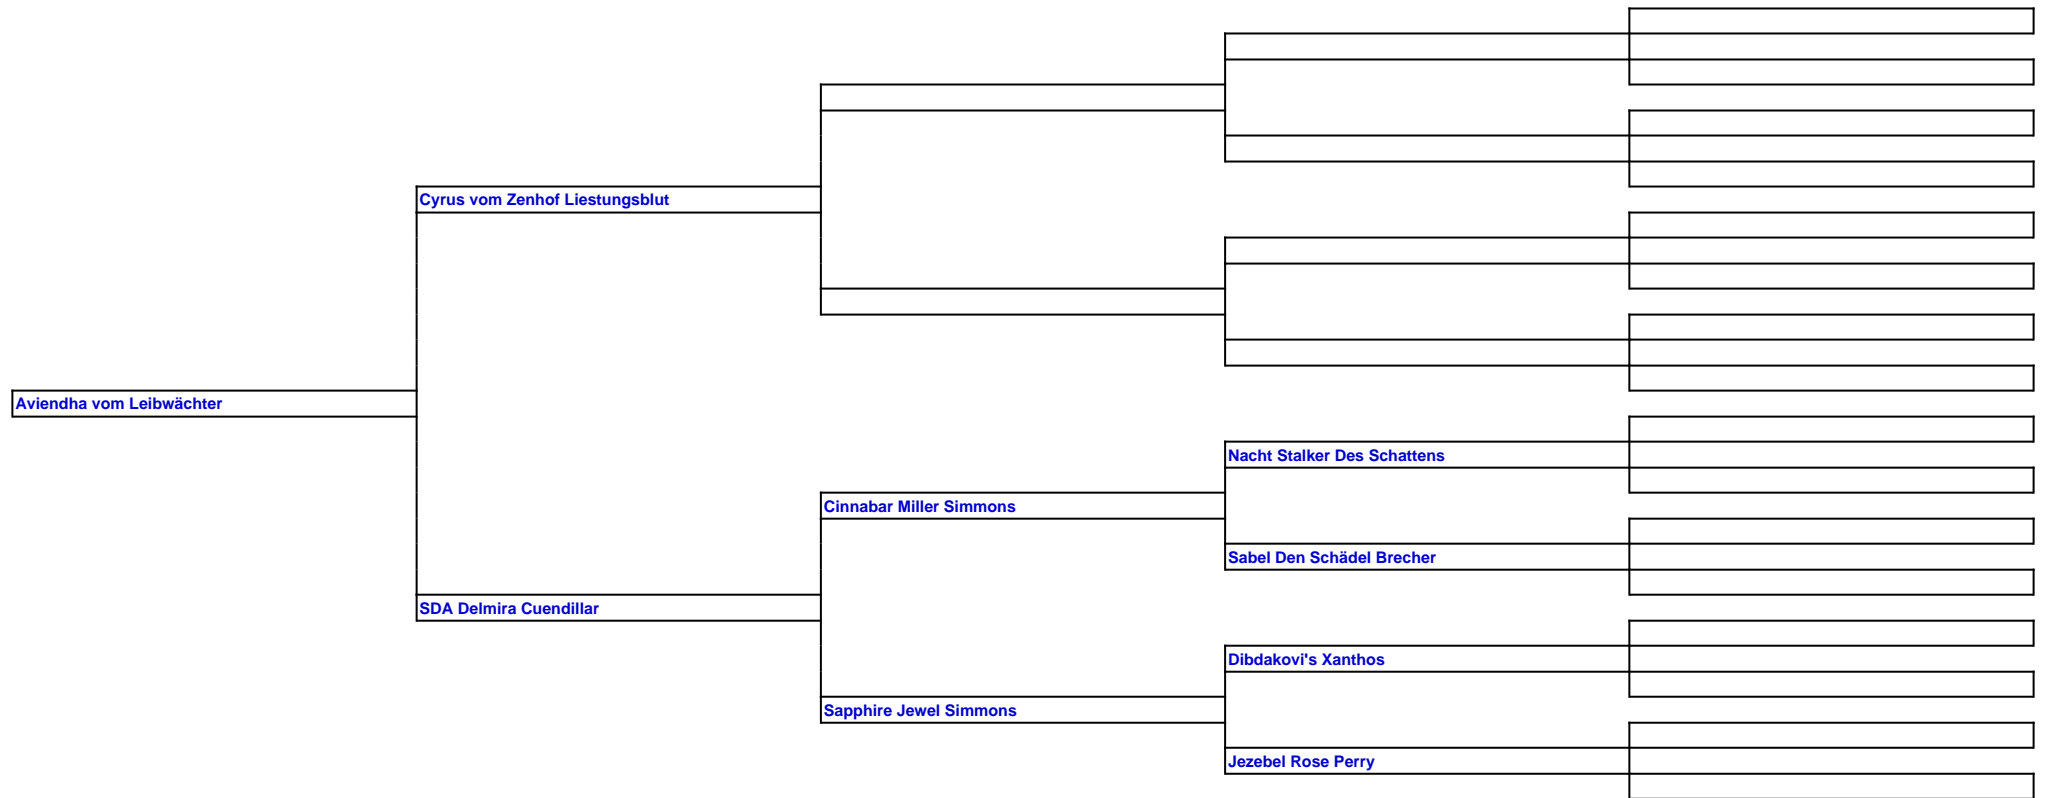 Cyrus vom Zenhof Liestungsblut
Aviendha vom Leibwächter
Nacht Stalker Des Schattens
Cinnabar Miller Simmons
Sabel Den Schädel Brecher
SDA Delmira Cuendillar
Dibdakovi's Xanthos
Sapphire Jewel Simmons
Jezebel Rose Perry